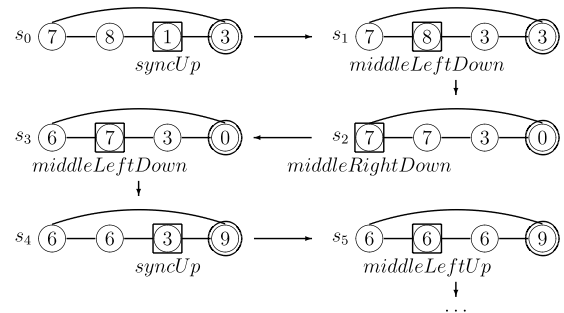 s0 7 8 1 3 s1 7 8 3 3
syncUp middleLeftDown
s3 6 7 3 0 s2 7 7 3 0
middleLeftDown middleRightDown
s4 6 6 3 9 s5 6 6 6 9
syncUp middleLeftUp
...